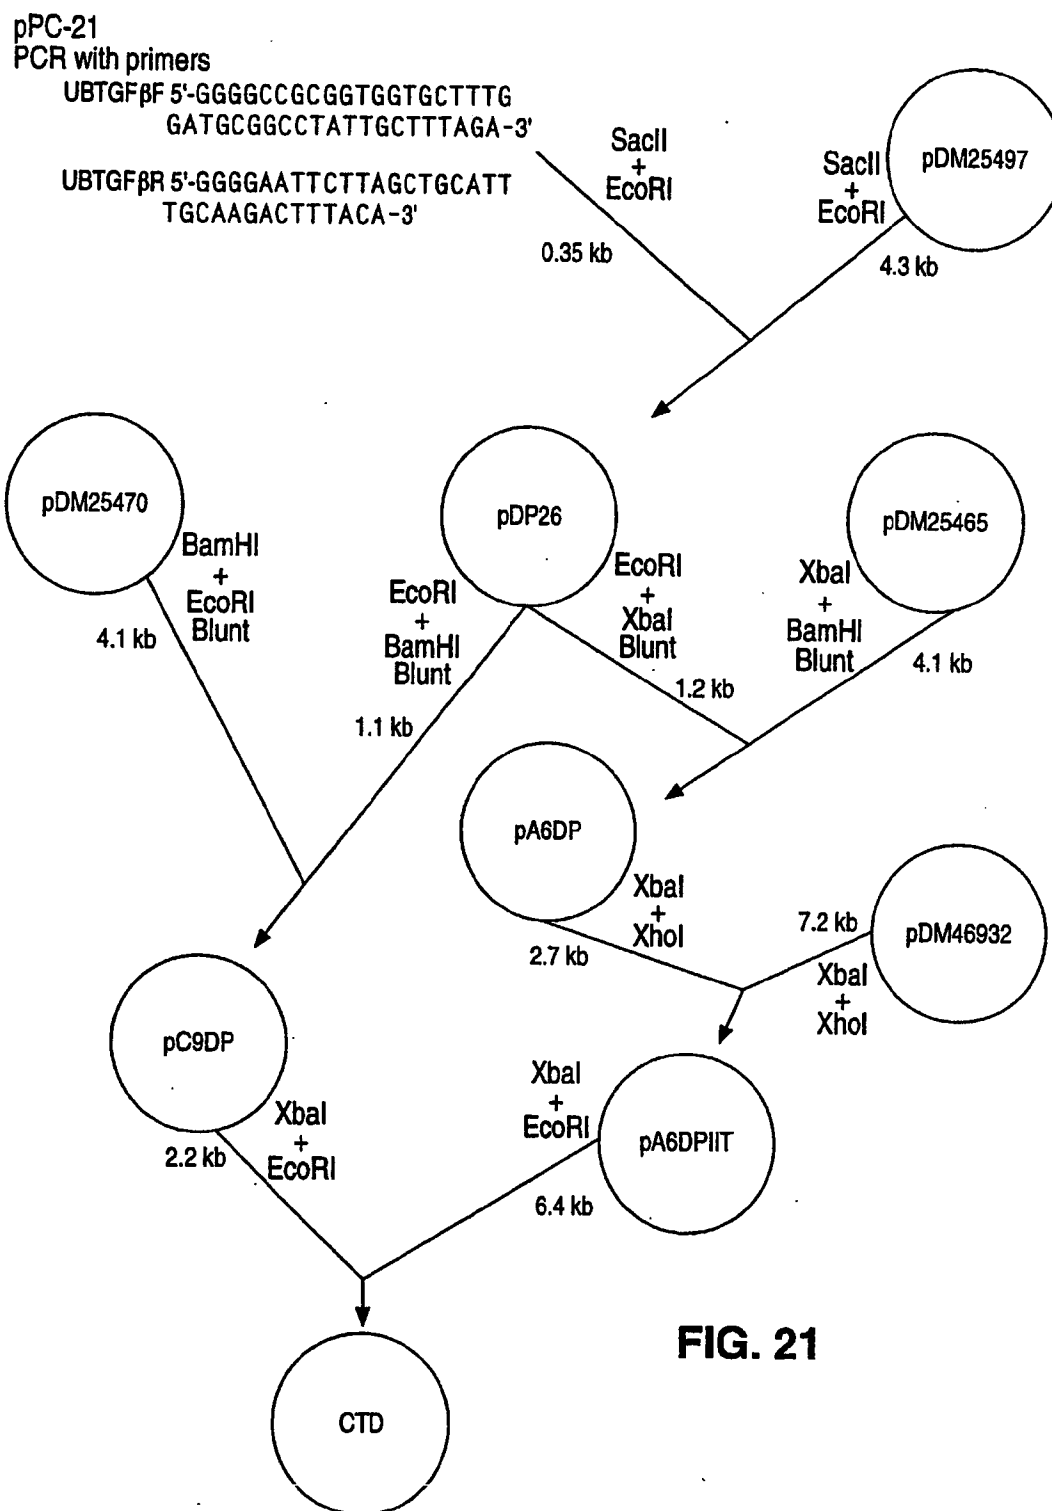 pPC-21
PCR with primers
UBTGFβF 5'-GGGGCCGCGGTGGTGCTTTG
GATGCGGCCTATTGCTTTAGA-3'
UBTGFβR 5'-GGGGAATTCTTAGCTGCATT
TGCAAGACTTTACA-3'
SacII
+
EcoRI
0.35 kb
pDM25497
SacII
+
EcoRI
4.3 kb
pDM25470
BamHI
+
EcoRI
Blunt
4.1 kb
pDP26
EcoRI
+
BamHI
Blunt
1.1 kb
EcoRI
+
XbaI
Blunt
1.2 kb
pDM25465
XbaI
+
BamHI
Blunt
4.1 kb
pA6DP
XbaI
+
XhoI
2.7 kb
7.2 kb
pDM46932
XbaI
+
XhoI
pC9DP
XbaI
+
EcoRI
2.2 kb
XbaI
+
EcoRI
pA6DPIIT
6.4 kb
CTD
FIG. 21